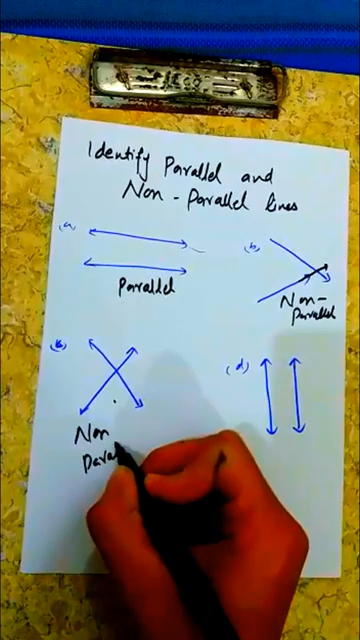 Identify Parallel and
Non-Parallel lines
(a)
Parallel
(b)
Non-
Parallel
(d)
Non